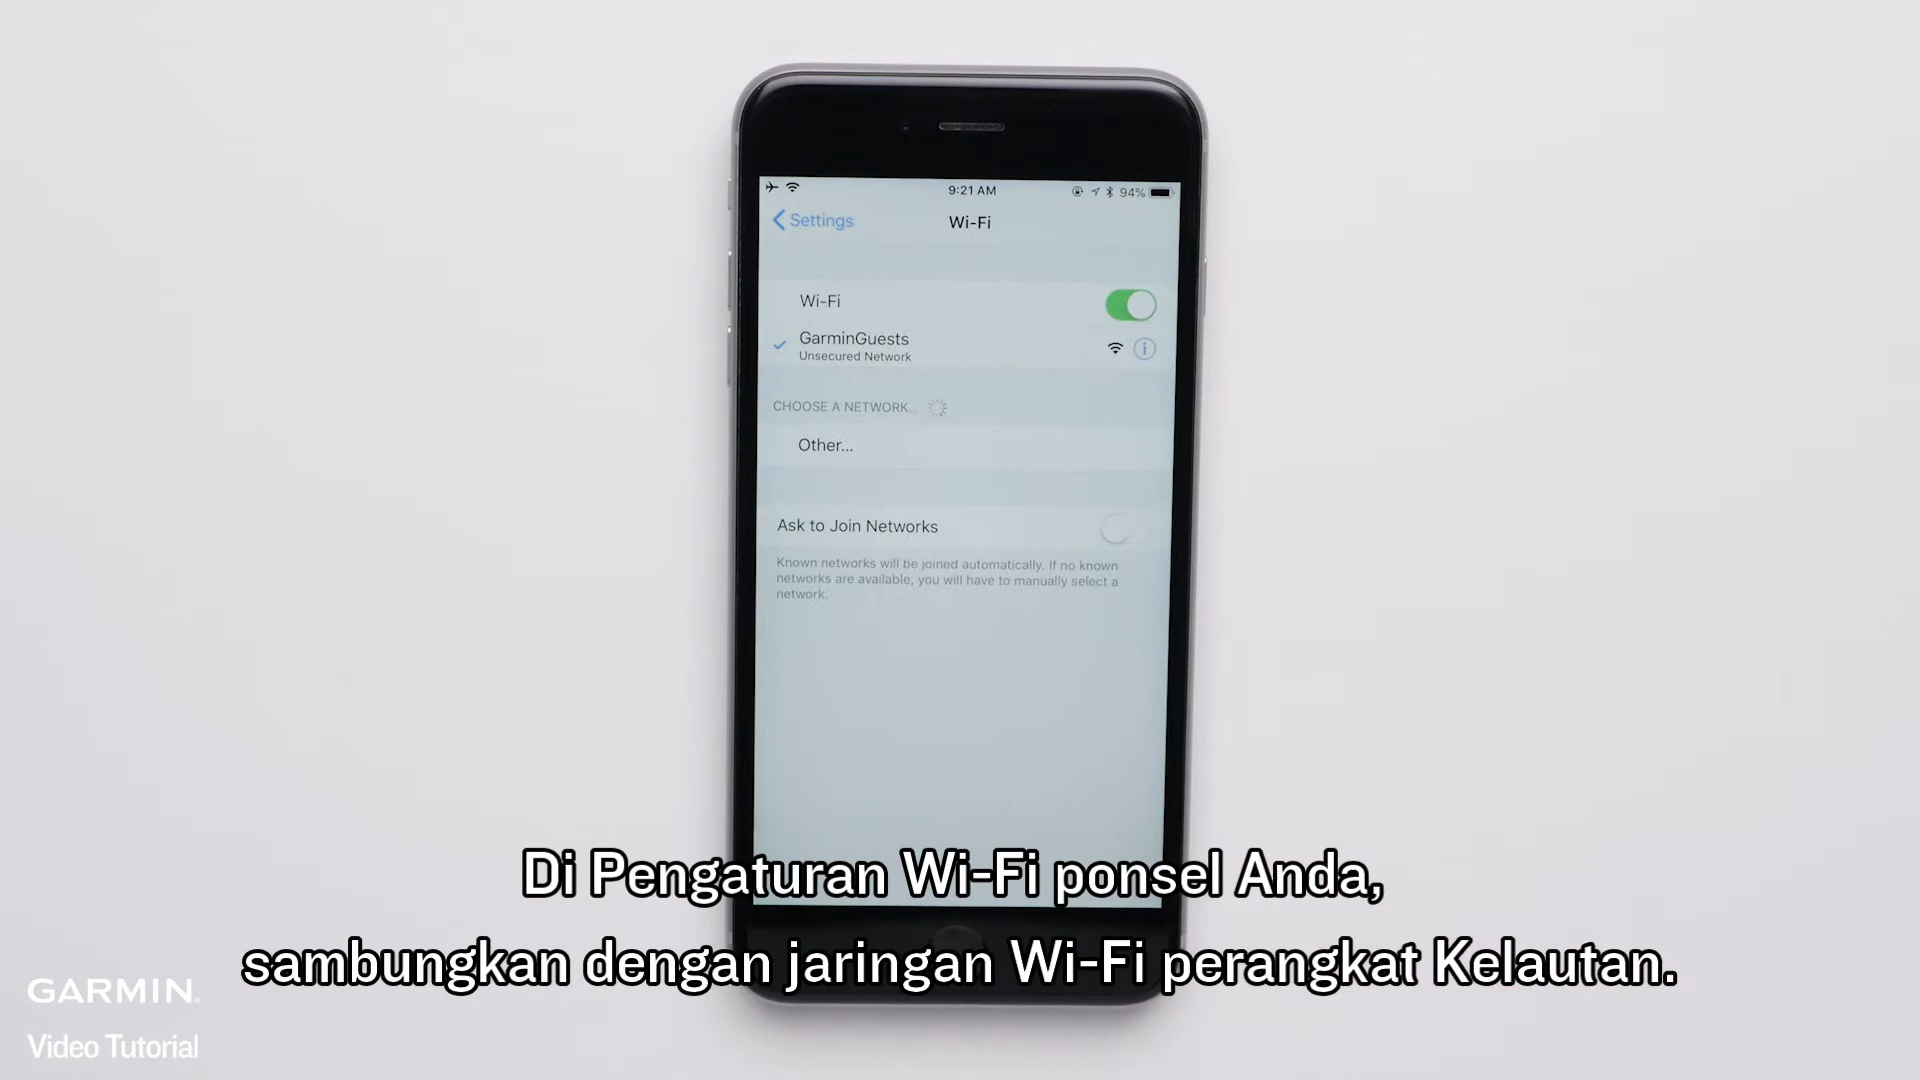 9:21 AM
94%
Settings
Wi-Fi
Wi-Fi
GarminGuests
Unsecured Network
CHOOSE A NETWORK...
Other...
Ask to Join Networks
Known networks will be joined automatically. If no known
networks are available, you will have to manually select a
network.
Di Pengaturan Wi-Fi ponsel Anda,
sambungkan dengan jaringan Wi-Fi perangkat Kelautan.
GARMIN.
Video Tutorial